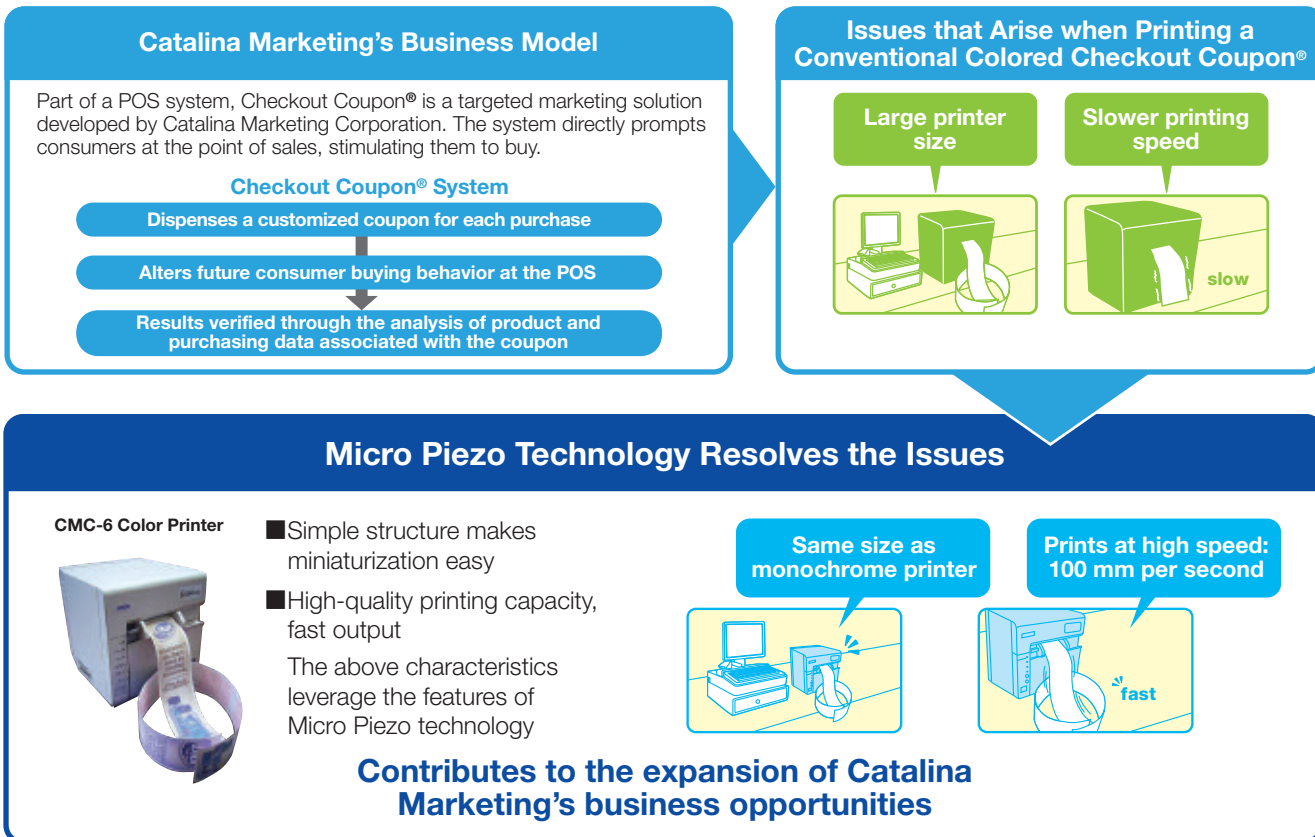 Catalina Marketing's Business Model
Part of a POS system, Checkout Coupon® is a targeted marketing solution
developed by Catalina Marketing Corporation. The system directly prompts
consumers at the point of sales, stimulating them to buy.
Checkout Coupon® System
Dispenses a customized coupon for each purchase
Alters future consumer buying behavior at the POS
Results verified through the analysis of product and
purchasing data associated with the coupon
Issues that Arise when Printing a
Conventional Colored Checkout Coupon®
Large printer
size
Slower printing
speed
slow
Micro Piezo Technology Resolves the Issues
CMC-6 Color Printer
■Simple structure makes
miniaturization easy
■High-quality printing capacity,
fast output
The above characteristics
leverage the features of
Micro Piezo technology
Same size as
monochrome printer
Prints at high speed:
100 mm per second
fast
Contributes to the expansion of Catalina
Marketing's business opportunities